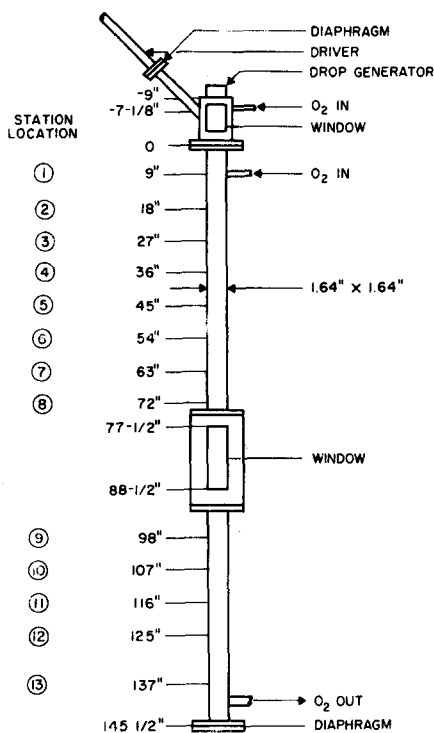 DIAPHRAGM
DRIVER
DROP GENERATOR
-9"
-7-1/8"
O₂ IN
WINDOW
STATION
LOCATION
0
① 9" O₂ IN
② 18"
③ 27"
④ 36"
1.64" x 1.64"
⑤ 45"
⑥ 54"
⑦ 63"
⑧ 72"
77-1/2"
WINDOW
88-1/2"
⑨ 98"
⑩ 107"
⑪ 116"
⑫ 125"
⑬ 137"
O₂ OUT
145 1/2" DIAPHRAGM